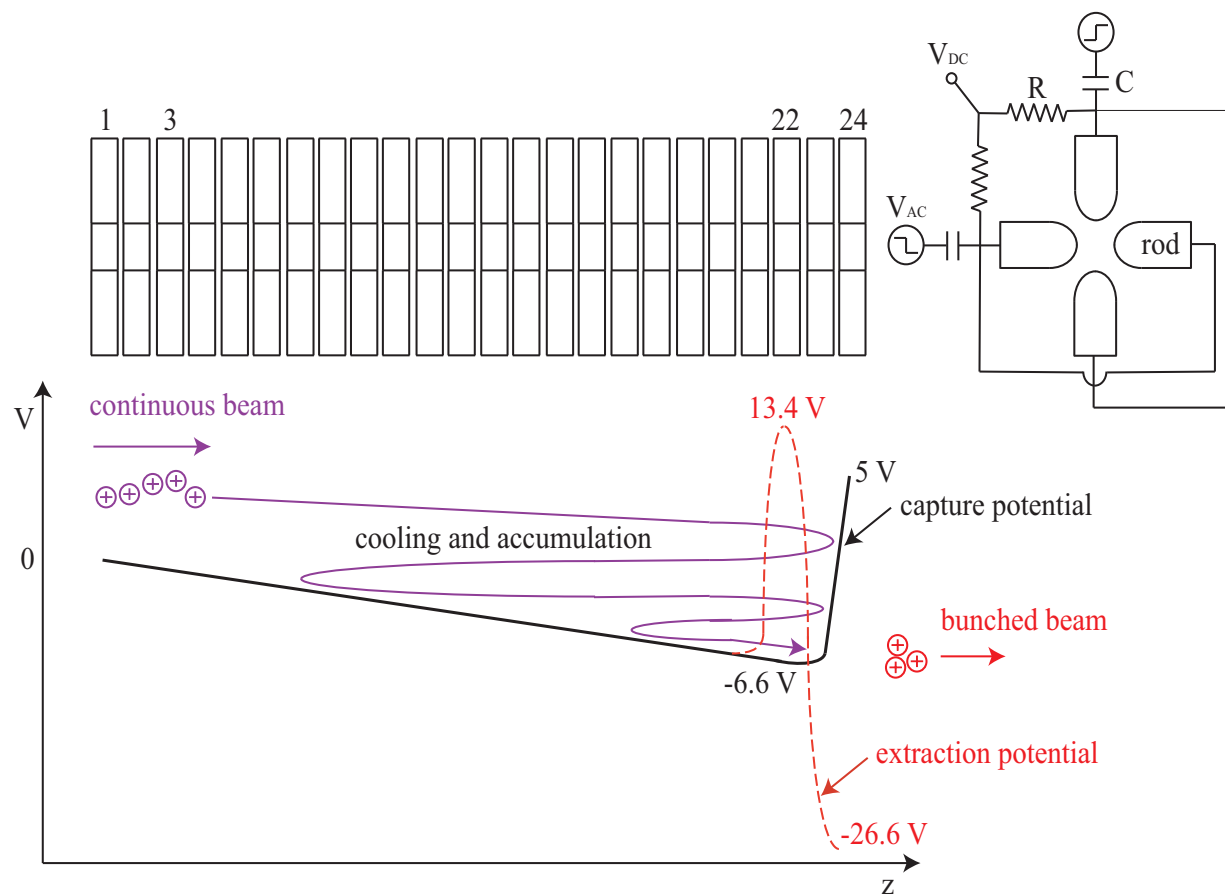 1
3
22
24
V_DC
R
C
V_AC
rod
V
continuous beam
13.4 V
5 V
capture potential
cooling and accumulation
0
bunched beam
-6.6 V
extraction potential
-26.6 V
z